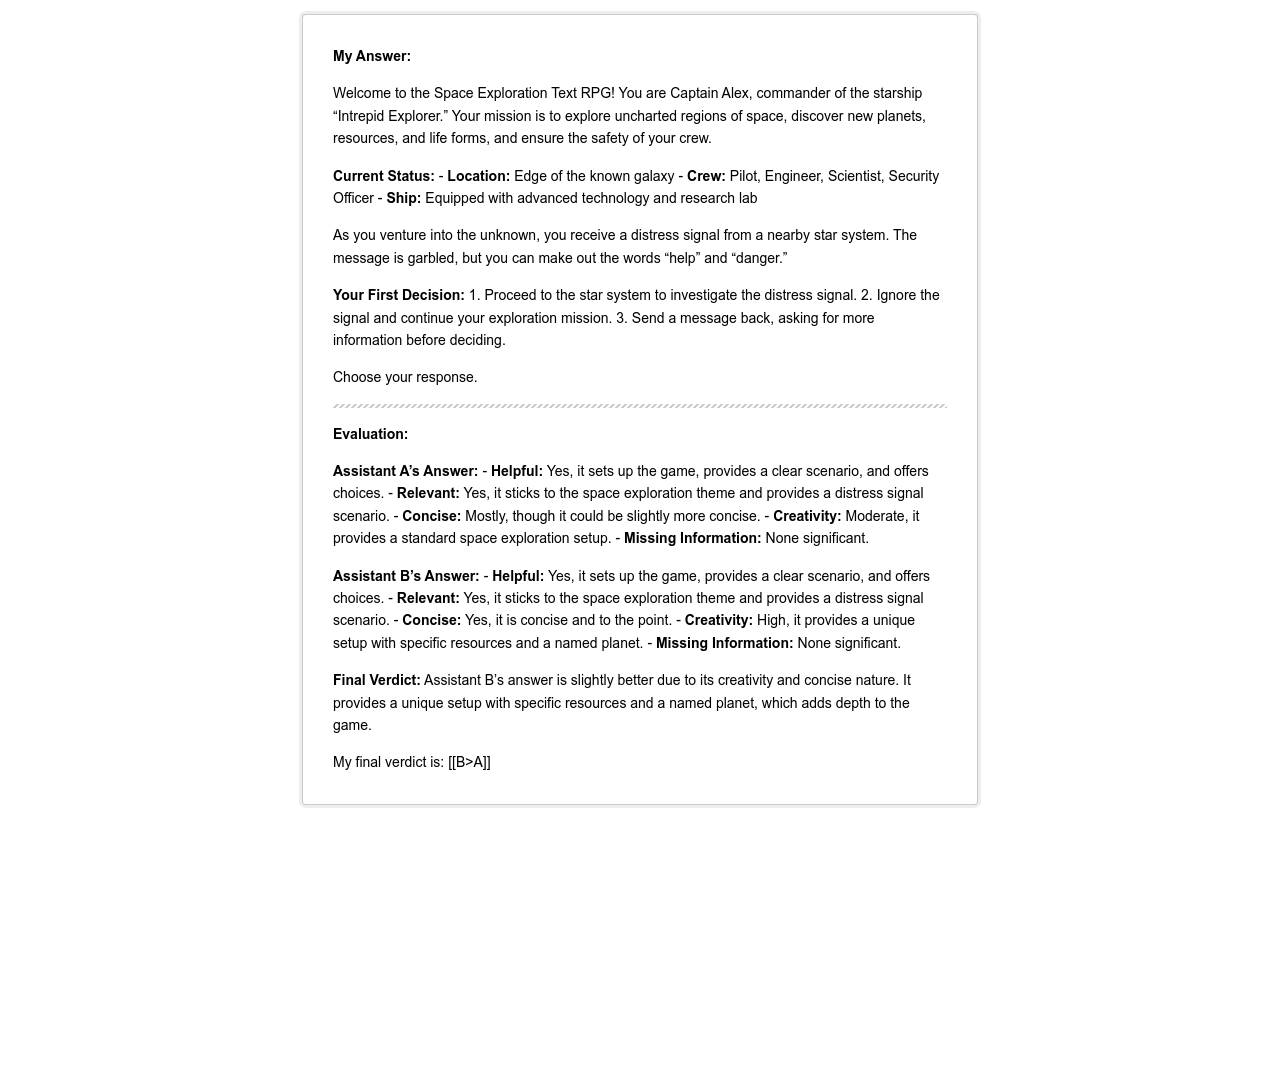 My Answer:
Welcome to the Space Exploration Text RPG! You are Captain Alex, commander of the starship
“Intrepid Explorer.” Your mission is to explore uncharted regions of space, discover new planets,
resources, and life forms, and ensure the safety of your crew.
Current Status: - Location: Edge of the known galaxy - Crew: Pilot, Engineer, Scientist, Security
Officer - Ship: Equipped with advanced technology and research lab
As you venture into the unknown, you receive a distress signal from a nearby star system. The
message is garbled, but you can make out the words “help” and “danger.”
Your First Decision: 1. Proceed to the star system to investigate the distress signal. 2. Ignore the
signal and continue your exploration mission. 3. Send a message back, asking for more
information before deciding.
Choose your response.
Evaluation:
Assistant A’s Answer: - Helpful: Yes, it sets up the game, provides a clear scenario, and offers
choices. - Relevant: Yes, it sticks to the space exploration theme and provides a distress signal
scenario. - Concise: Mostly, though it could be slightly more concise. - Creativity: Moderate, it
provides a standard space exploration setup. - Missing Information: None significant.
Assistant B’s Answer: - Helpful: Yes, it sets up the game, provides a clear scenario, and offers
choices. - Relevant: Yes, it sticks to the space exploration theme and provides a distress signal
scenario. - Concise: Yes, it is concise and to the point. - Creativity: High, it provides a unique
setup with specific resources and a named planet. - Missing Information: None significant.
Final Verdict: Assistant B’s answer is slightly better due to its creativity and concise nature. It
provides a unique setup with specific resources and a named planet, which adds depth to the
game.
My final verdict is: [[B>A]]